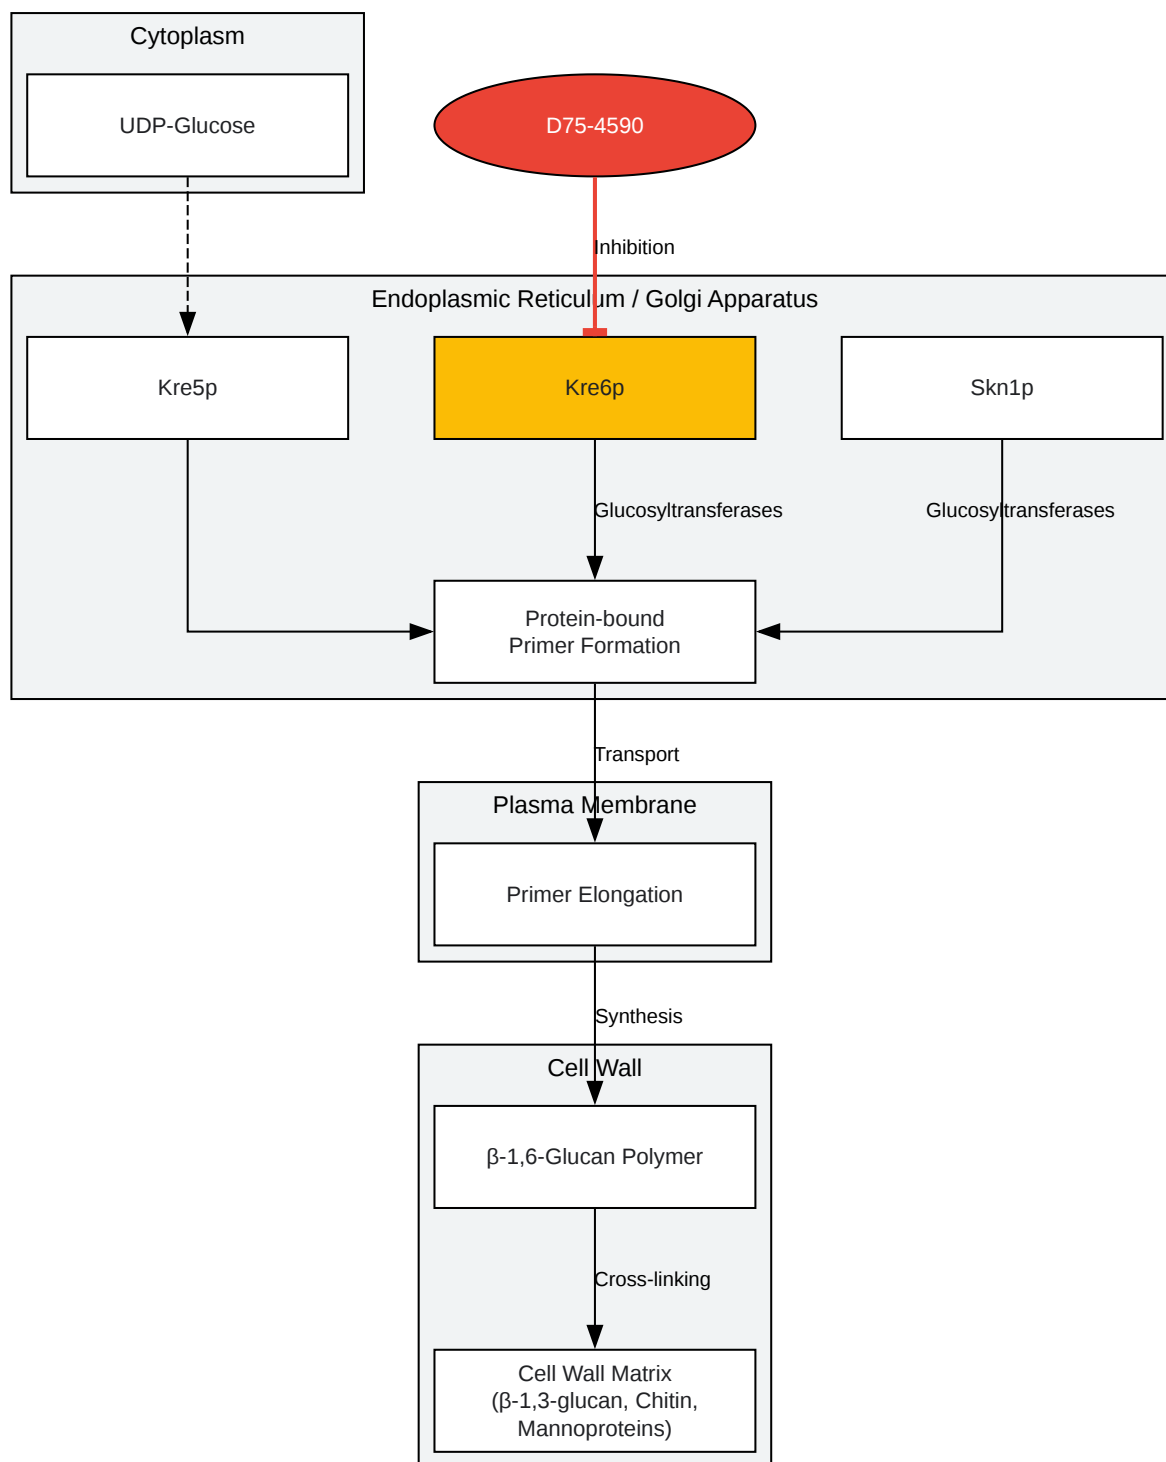 Cytoplasm
UDP-Glucose
D75-4590
Inhibition
Endoplasmic Reticulum / Golgi Apparatus
Kre5p
Kre6p
Skn1p
Glucosyltransferases
Glucosyltransferases
Protein-bound
Primer Formation
Transport
Plasma Membrane
Primer Elongation
Synthesis
Cell Wall
β-1,6-Glucan Polymer
Cross-linking
Cell Wall Matrix
(β-1,3-glucan, Chitin,
Mannoproteins)